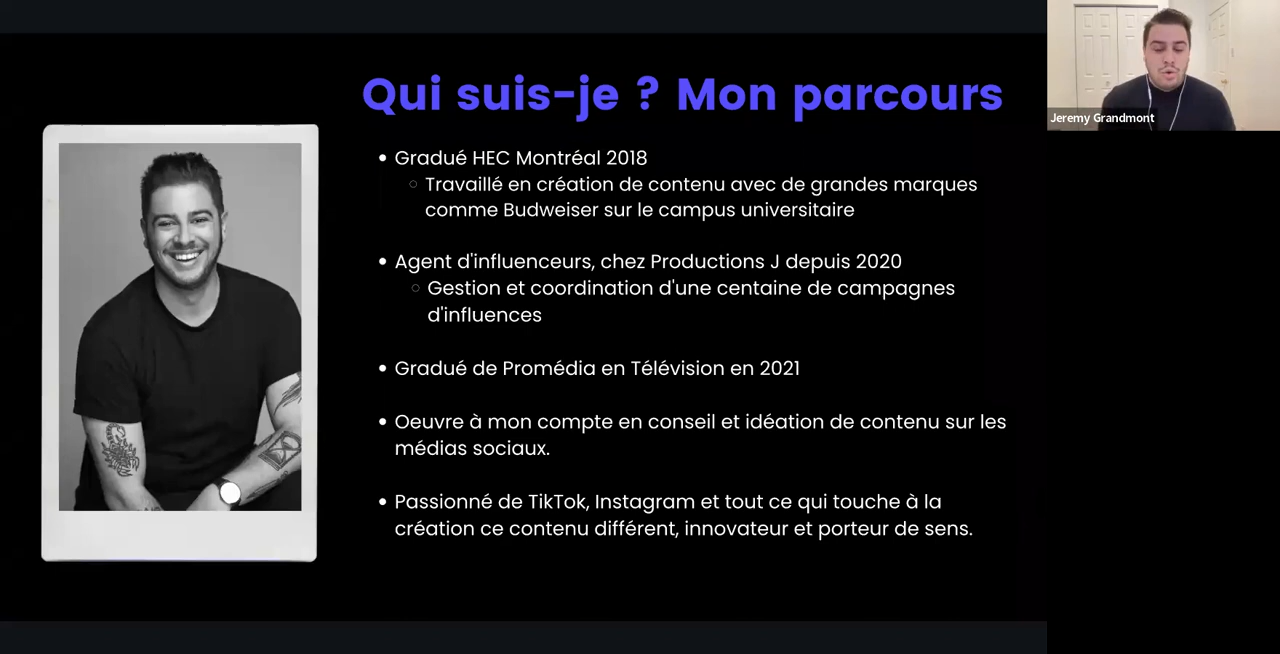 Qui suis-je ? Mon parcours
Jeremy Grandmont
• Gradué HEC Montréal 2018
○ Travaillé en création de contenu avec de grandes marques
comme Budweiser sur le campus universitaire
• Agent d'influenceurs, chez Productions J depuis 2020
○ Gestion et coordination d'une centaine de campagnes
d'influences
• Gradué de Promédia en Télévision en 2021
• Oeuvre à mon compte en conseil et idéation de contenu sur les
médias sociaux.
• Passionné de TikTok, Instagram et tout ce qui touche à la
création ce contenu différent, innovateur et porteur de sens.